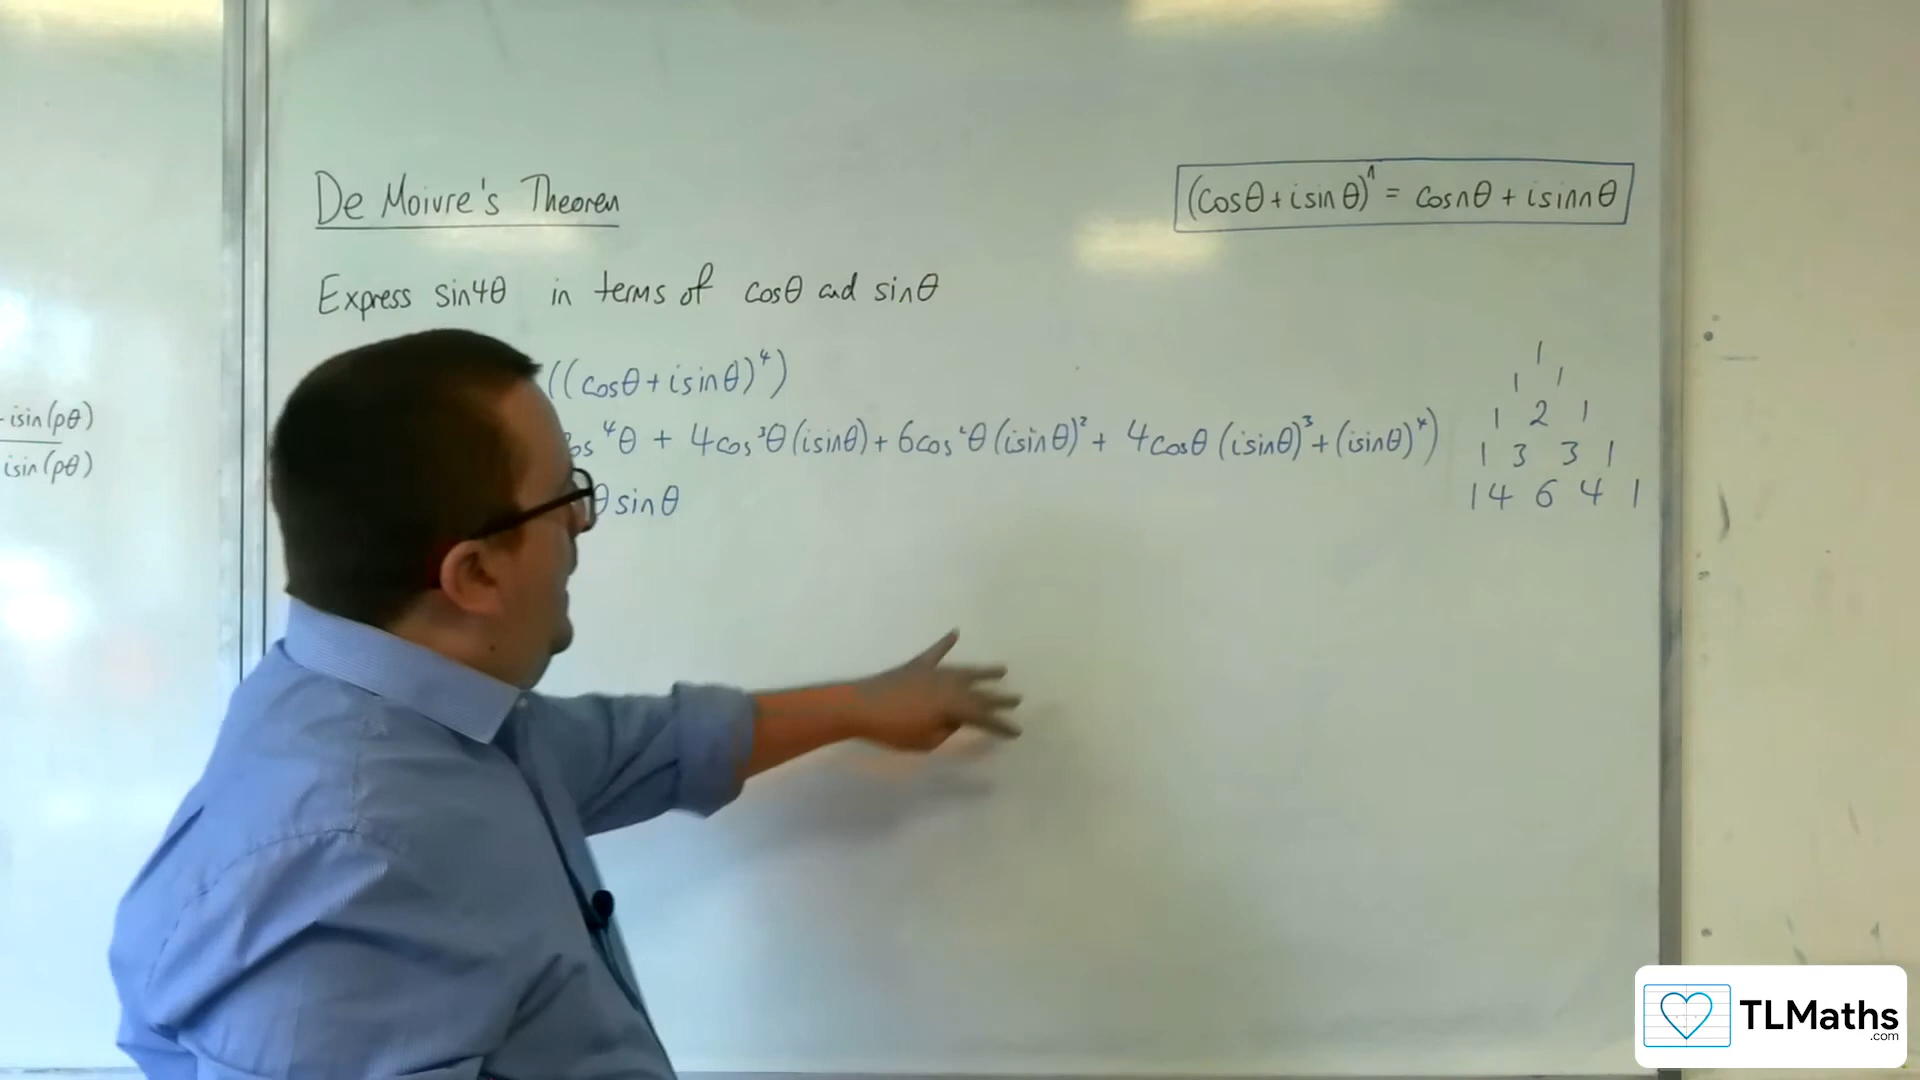 De Moivre's Theorem
(cosθ + isinθ)ⁿ = cosnθ + isinnθ
Express sin4θ in terms of cosθ and sinθ
((cosθ + isinθ)⁴)
os⁴θ + 4cos³θ(isinθ) + 6cos²θ(isinθ)² + 4cosθ(isinθ)³ + (isinθ)⁴)
θ sinθ
1
1 1
1 2 1
1 3 3 1
1 4 6 4 1
isin(pθ)
isin(pθ)
TLMaths
.com